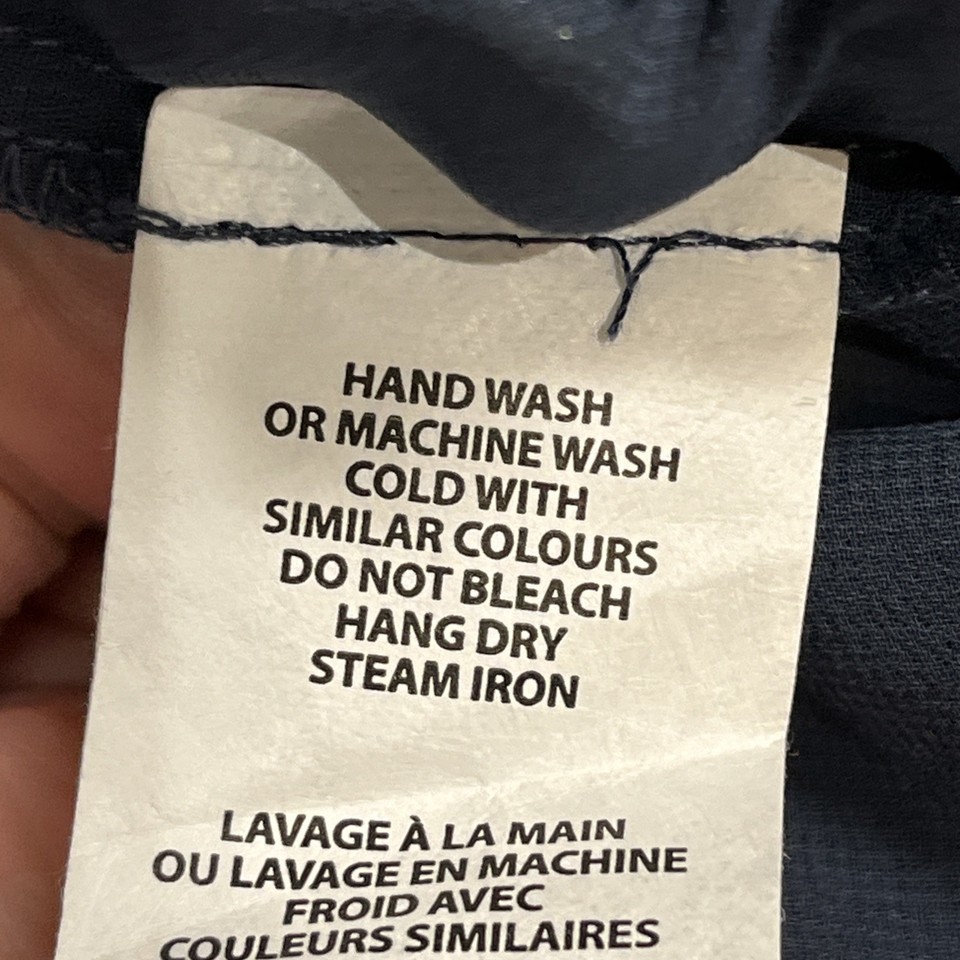 HAND WASH
OR MACHINE WASH
COLD WITH
SIMILAR COLOURS
DO NOT BLEACH
HANG DRY
STEAM IRON
LAVAGE À LA MAIN
OU LAVAGE EN MACHINE
FROID AVEC
COULEURS SIMILAIRES